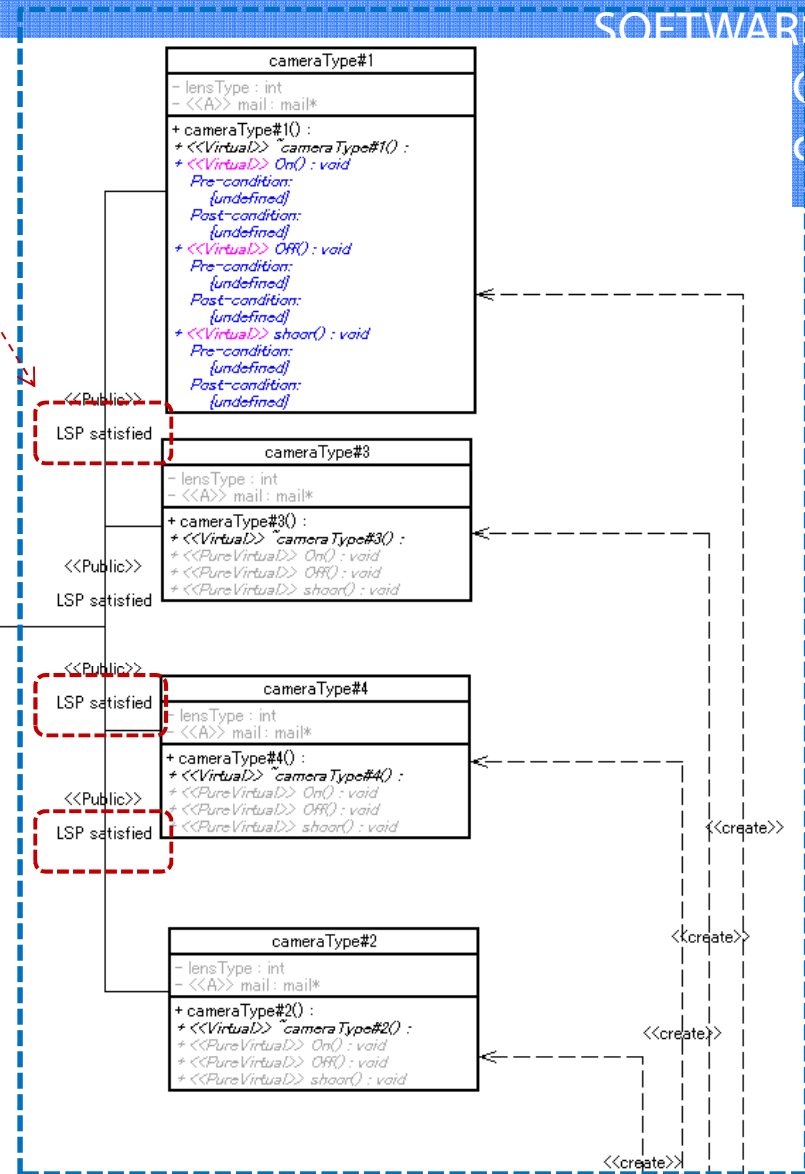 SOFTWAR
cameraType#1
- lensType : int
- <<A>> mail : mail*
+ cameraType#1() :
+ <<Virtual>> ~cameraType#1() :
+ <<Virtual>> On() : void
Pre-condition:
{undefined}
Post-condition:
{undefined}
+ <<Virtual>> Off() : void
Pre-condition:
{undefined}
Post-condition:
{undefined}
+ <<Virtual>> shoor() : void
Pre-condition:
{undefined}
Post-condition:
{undefined}
<<Public>>
LSP satisfied
cameraType#3
- lensType : int
- <<A>> mail : mail*
+ cameraType#3() :
+ <<Virtual>> ~cameraType#3() :
+ <<PureVirtual>> On() : void
+ <<PureVirtual>> Off() : void
+ <<PureVirtual>> shoor() : void
<<Public>>
LSP satisfied
<<Public>>
LSP satisfied
cameraType#4
- lensType : int
- <<A>> mail : mail*
+ cameraType#4() :
+ <<Virtual>> ~cameraType#4() :
+ <<PureVirtual>> On() : void
+ <<PureVirtual>> Off() : void
+ <<PureVirtual>> shoor() : void
<<Public>>
LSP satisfied
<<create>>
cameraType#2
- lensType : int
- <<A>> mail : mail*
+ cameraType#2() :
+ <<Virtual>> ~cameraType#2() :
+ <<PureVirtual>> On() : void
+ <<PureVirtual>> Off() : void
+ <<PureVirtual>> shoor() : void
<<create>>
<<create>>
<<create>>